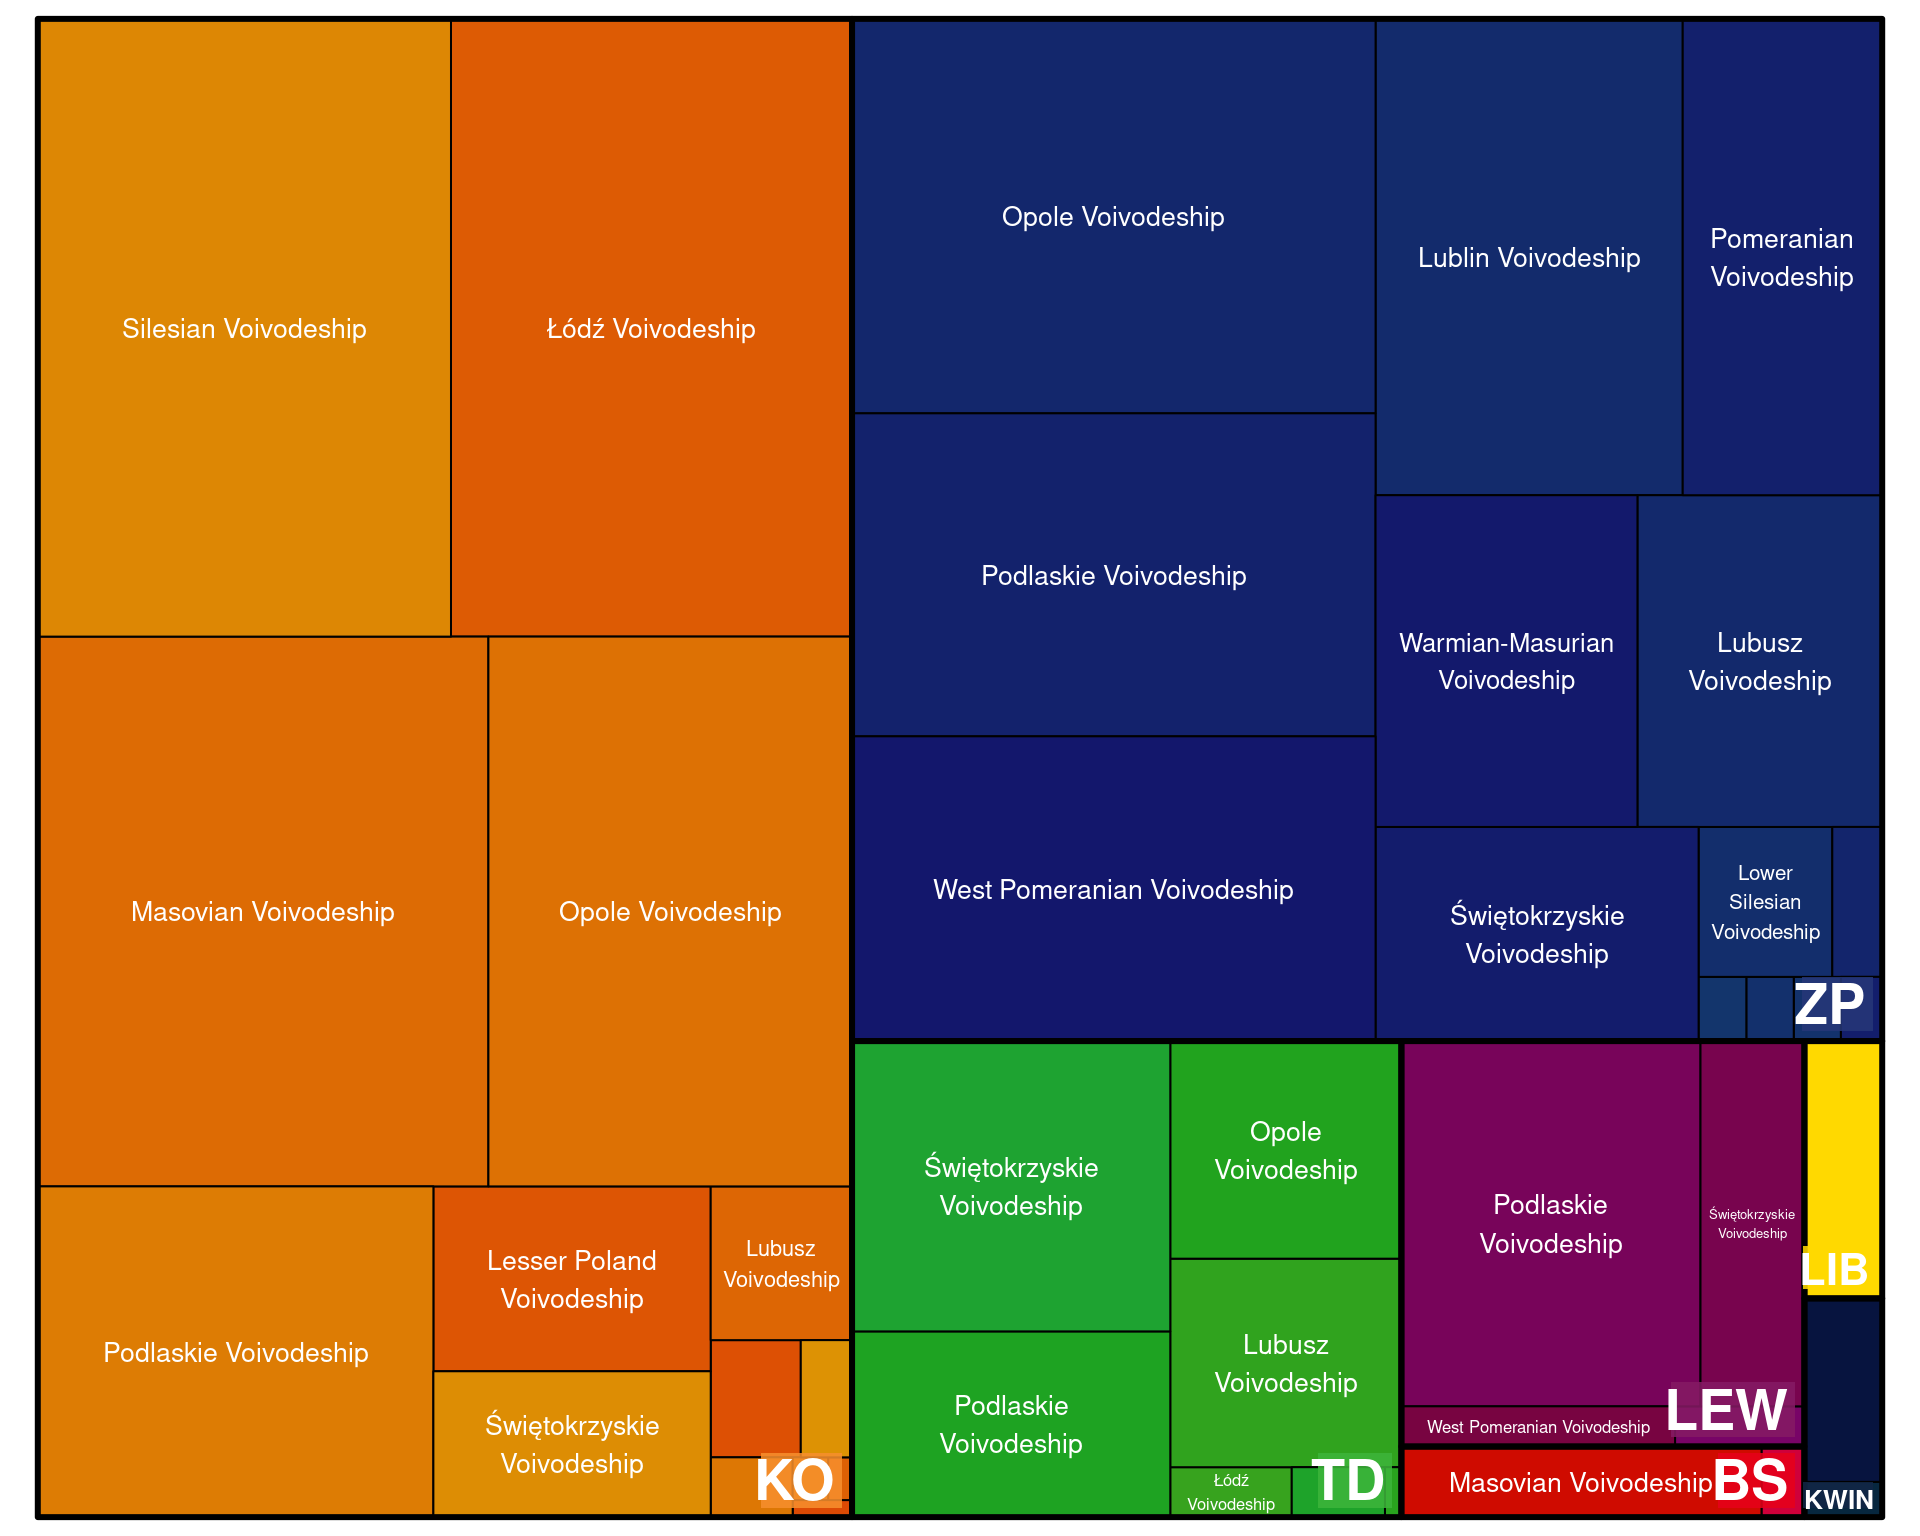 Silesian Voivodeship
Łódź Voivodeship
Masovian Voivodeship
Opole Voivodeship
Podlaskie Voivodeship
Lesser Poland
Voivodeship
Świętokrzyskie
Voivodeship
Lubusz
Voivodeship
KO
Opole Voivodeship
Podlaskie Voivodeship
West Pomeranian Voivodeship
Lublin Voivodeship
Pomeranian
Voivodeship
Warmian-Masurian
Voivodeship
Lubusz
Voivodeship
Świętokrzyskie
Voivodeship
Lower
Silesian
Voivodeship
ZP
Świętokrzyskie
Voivodeship
Podlaskie
Voivodeship
Opole
Voivodeship
Lubusz
Voivodeship
Łódź
Voivodeship
TD
Podlaskie
Voivodeship
Świętokrzyskie
Voivodeship
West Pomeranian Voivodeship
LEW
Masovian Voivodeship
BS
LIB
KWIN